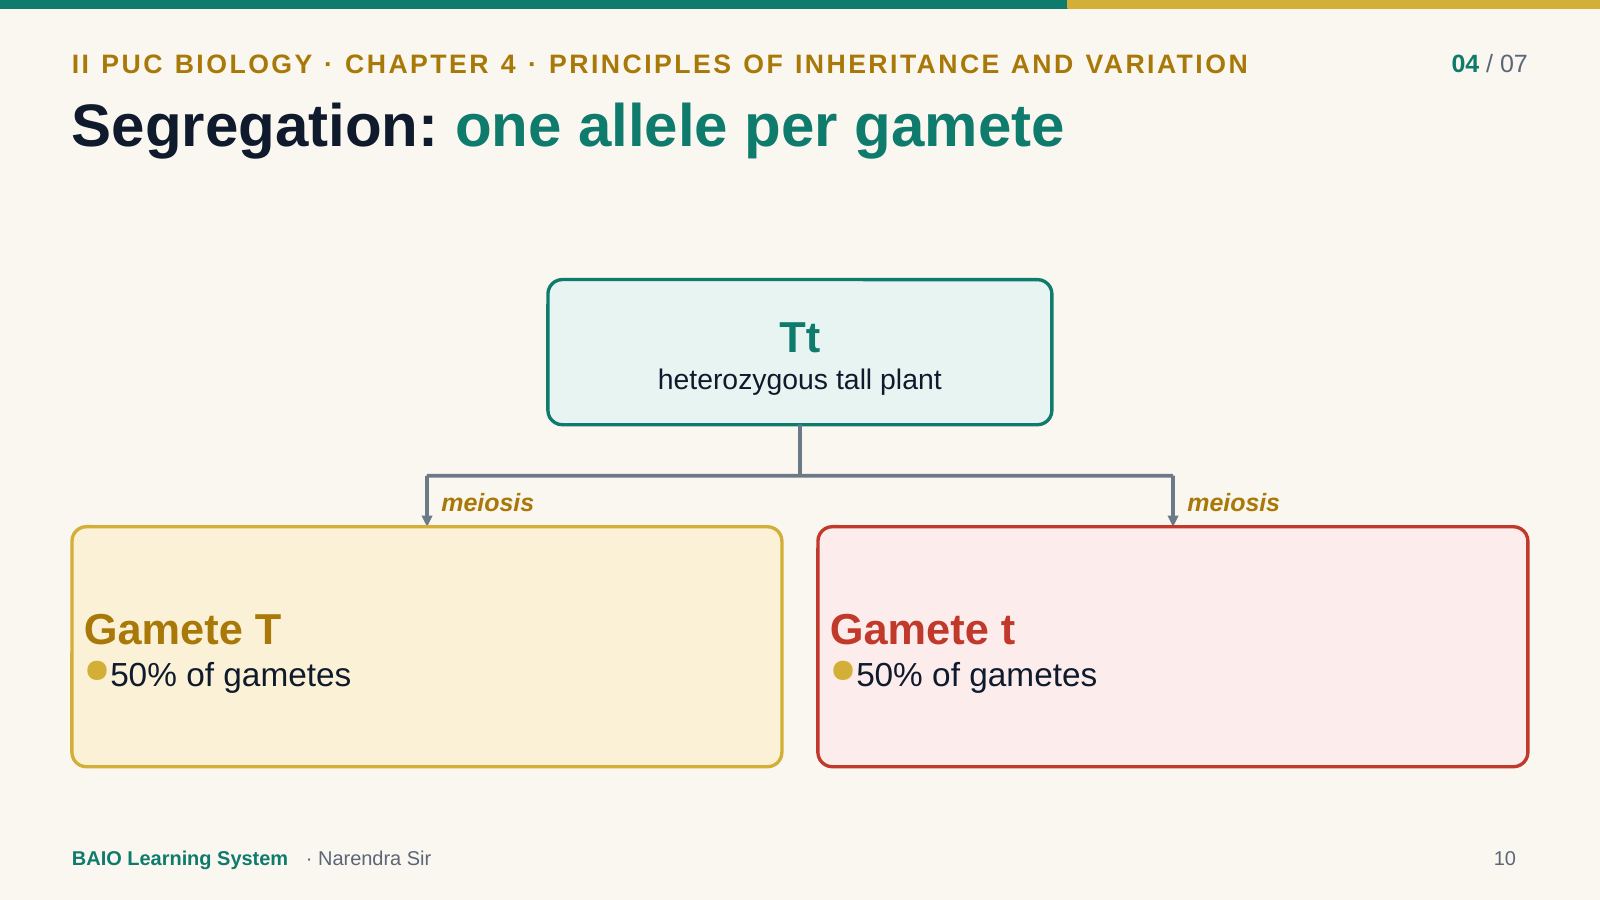 II PUC BIOLOGY · CHAPTER 4 · PRINCIPLES OF INHERITANCE AND VARIATION
04 / 07
Segregation: one allele per gamete
Tt
heterozygous tall plant
meiosis
meiosis
Gamete T
50% of gametes
Gamete t
50% of gametes
BAIO Learning System · Narendra Sir
10